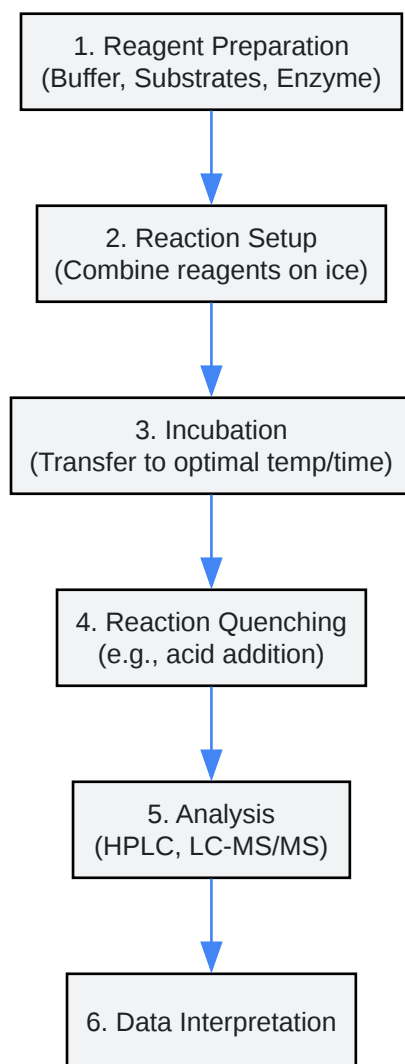 1. Reagent Preparation
(Buffer, Substrates, Enzyme)
2. Reaction Setup
(Combine reagents on ice)
3. Incubation
(Transfer to optimal temp/time)
4. Reaction Quenching
(e.g., acid addition)
5. Analysis
(HPLC, LC-MS/MS)
6. Data Interpretation